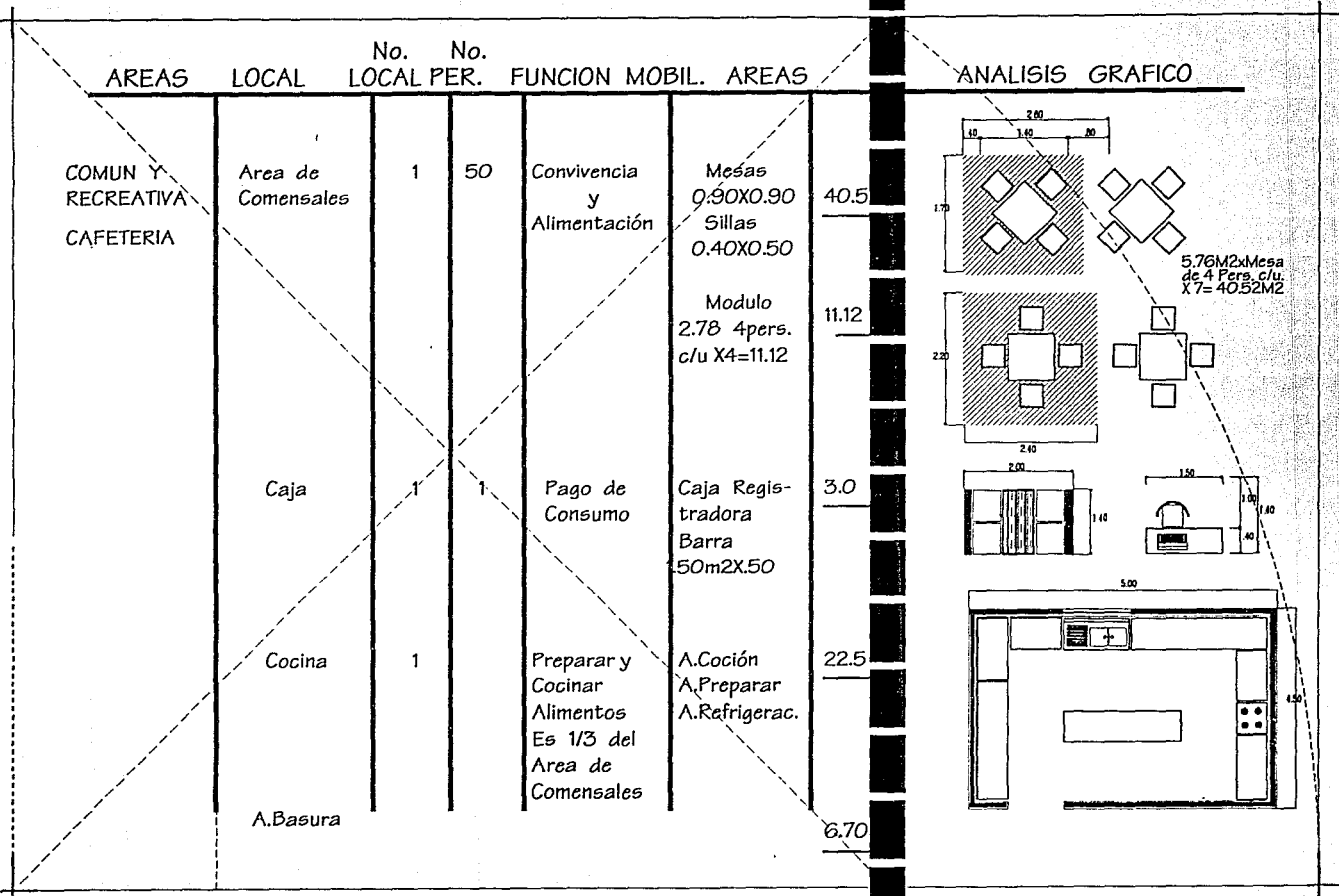 No. No.
AREAS LOCAL LOCAL PER. FUNCION MOBIL. AREAS
ANALISIS GRAFICO
COMUN Y
RECREATIVA
CAFETERIA
Area de
Comensales
1
50
Convivencia
y
Alimentación
Mesas
0.90X0.90
Sillas
0.40X0.50
40.5
Modulo
2.78 4pers.
c/u X4=11.12
11.12
Caja
1
1
Pago de
Consumo
Caja Regis-
tradora
Barra
.50m2X.50
3.0
Cocina
1
Preparar y
Cocinar
Alimentos
Es 1/3 del
Area de
Comensales
A.Coción
A.Preparar
A.Refrigerac.
22.5
A.Basura
6.70
2.60
.40 1.40 .80
1.70
5.76M2xMesa
de 4 Pers. c/u.
X 7= 40.52M2
2.20
2.40
2.00
1.40
1.50
1.00
1.40
.40
5.00
4.50